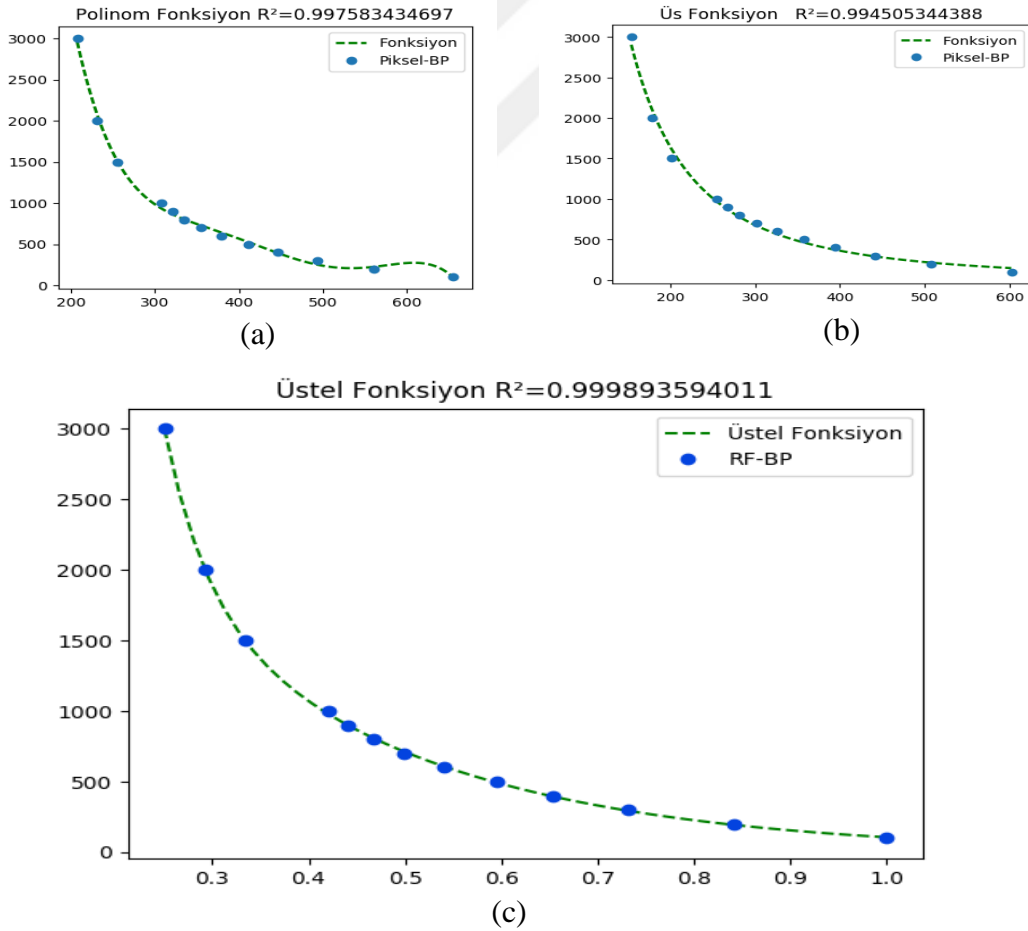 Polinom Fonksiyon R²=0.997583434697
Fonksiyon
Piksel-BP
3000
2500
2000
1500
1000
500
0
200 300 400 500 600
(a)
Üs Fonksiyon R²=0.994505344388
Fonksiyon
Piksel-BP
3000
2500
2000
1500
1000
500
0
200 300 400 500 600
(b)
Üstel Fonksiyon R²=0.999893594011
Üstel Fonksiyon
RF-BP
3000
2500
2000
1500
1000
500
0
0.3 0.4 0.5 0.6 0.7 0.8 0.9 1.0
(c)